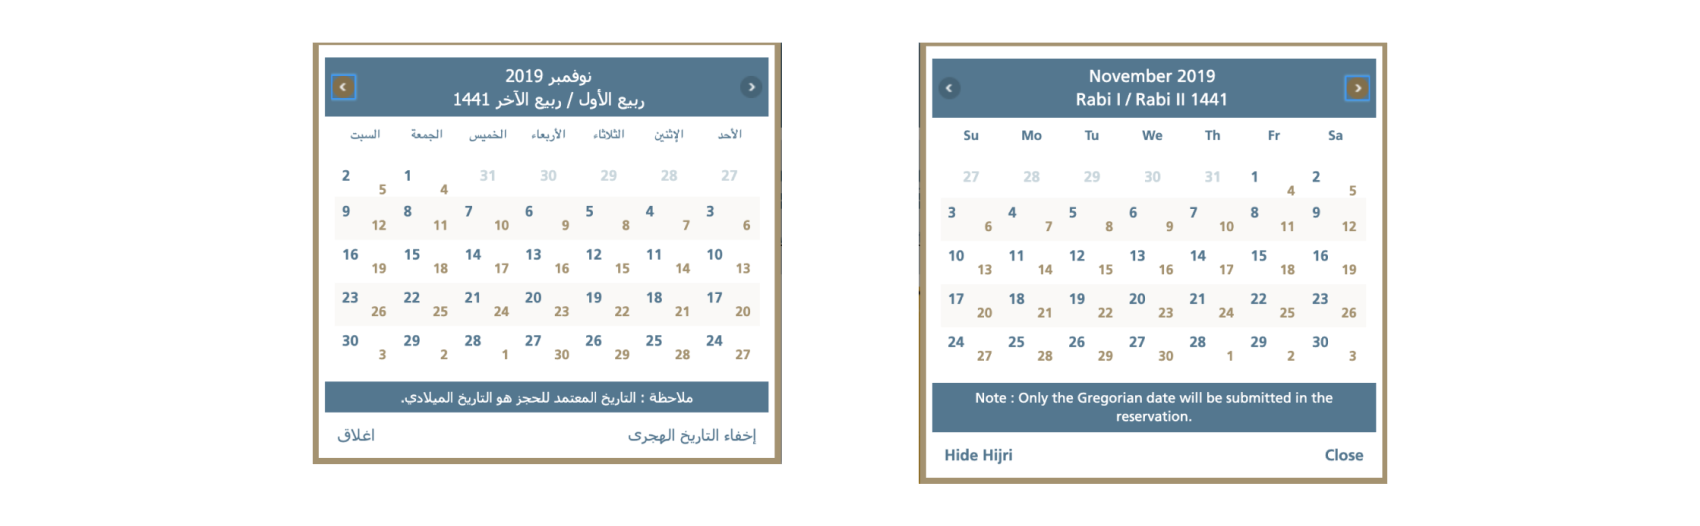 نوفمبر 2019
ربيع الأول / ربيع الآخر 1441
الأحد الإثنين الثلاثاء الأربعاء الخميس الجمعة السبت
27 28 29 30 31 1 2
4 5
3 4 5 6 7 8 9
6 7 8 9 10 11 12
10 11 12 13 14 15 16
13 14 15 16 17 18 19
17 18 19 20 21 22 23
20 21 22 23 24 25 26
24 25 26 27 28 29 30
27 28 29 30 1 2 3
ملاحظة : التاريخ المعتمد للحجز هو التاريخ الميلادي.
إخفاء التاريخ الهجرى اغلاق
November 2019
Rabi I / Rabi II 1441
Su Mo Tu We Th Fr Sa
27 28 29 30 31 1 2
4 5
3 4 5 6 7 8 9
6 7 8 9 10 11 12
10 11 12 13 14 15 16
13 14 15 16 17 18 19
17 18 19 20 21 22 23
20 21 22 23 24 25 26
24 25 26 27 28 29 30
27 28 29 30 1 2 3
Note : Only the Gregorian date will be submitted in the
reservation.
Hide Hijri Close